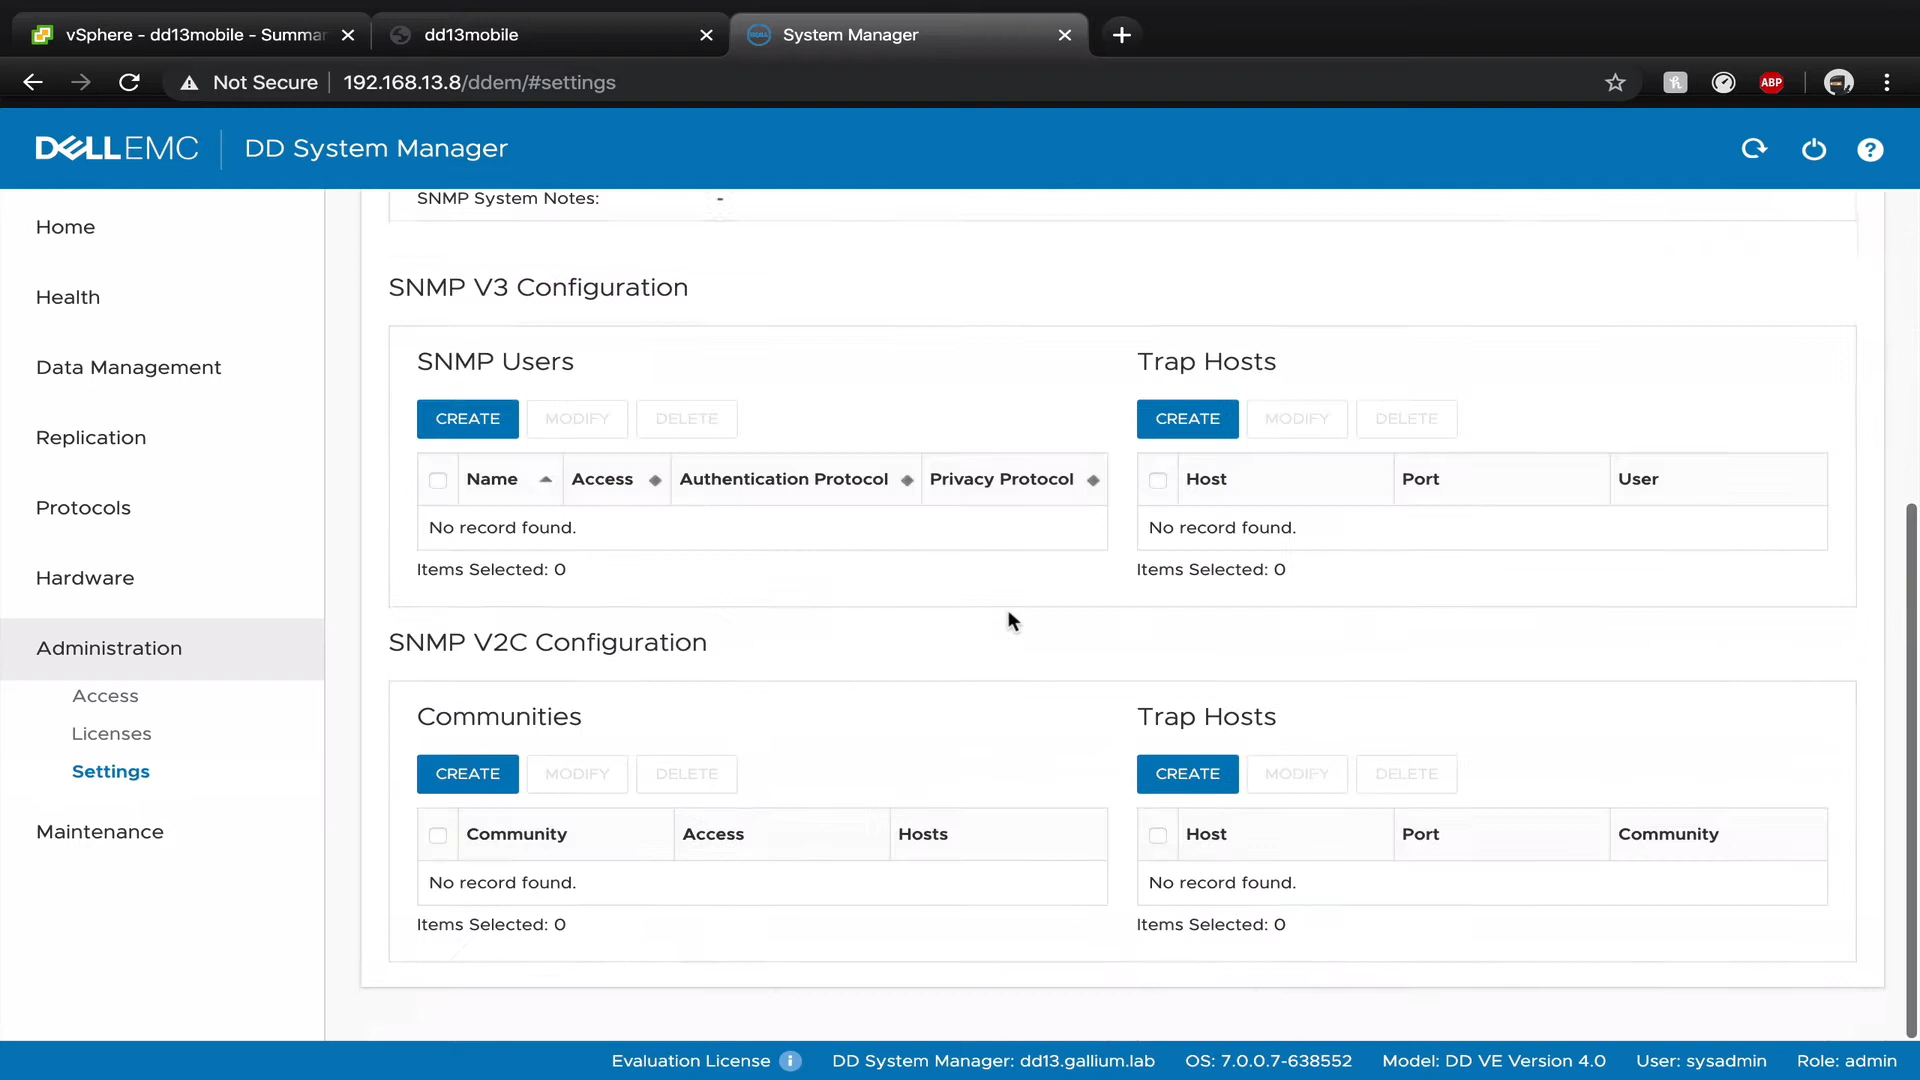 vSphere - dd13mobile - Summar
dd13mobile
System Manager
Not Secure
192.168.13.8/ddem/#settings
ABP
DELLEMC
DD System Manager
Home
Health
Data Management
Replication
Protocols
Hardware
Administration
Access
Licenses
Settings
Maintenance
SNMP System Notes: -
SNMP V3 Configuration
SNMP Users
CREATE MODIFY DELETE
Name Access Authentication Protocol Privacy Protocol
No record found.
Items Selected: 0
Trap Hosts
CREATE MODIFY DELETE
Host Port User
No record found.
Items Selected: 0
SNMP V2C Configuration
Communities
CREATE MODIFY DELETE
Community Access Hosts
No record found.
Items Selected: 0
Trap Hosts
CREATE MODIFY DELETE
Host Port Community
No record found.
Items Selected: 0
Evaluation License DD System Manager: dd13.gallium.lab OS: 7.0.0.7-638552 Model: DD VE Version 4.0 User: sysadmin Role: admin